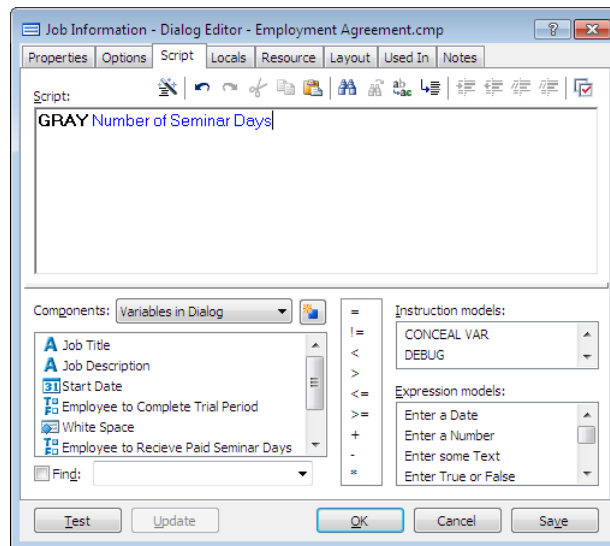 Job Information - Dialog Editor - Employment Agreement.cmp
Properties Options Script Locals Resource Layout Used In Notes
Script:
GRAY Number of Seminar Days
Components: Variables in Dialog
Instruction models:
A Job Title
A Job Description
31 Start Date
Employee to Complete Trial Period
White Space
Employee to Recieve Paid Seminar Days
=
!=
<
>
<=
>=
+
-
*
CONCEAL VAR
DEBUG
Expression models:
Enter a Date
Enter a Number
Enter some Text
Enter True or False
Find:
Test Update OK Cancel Save